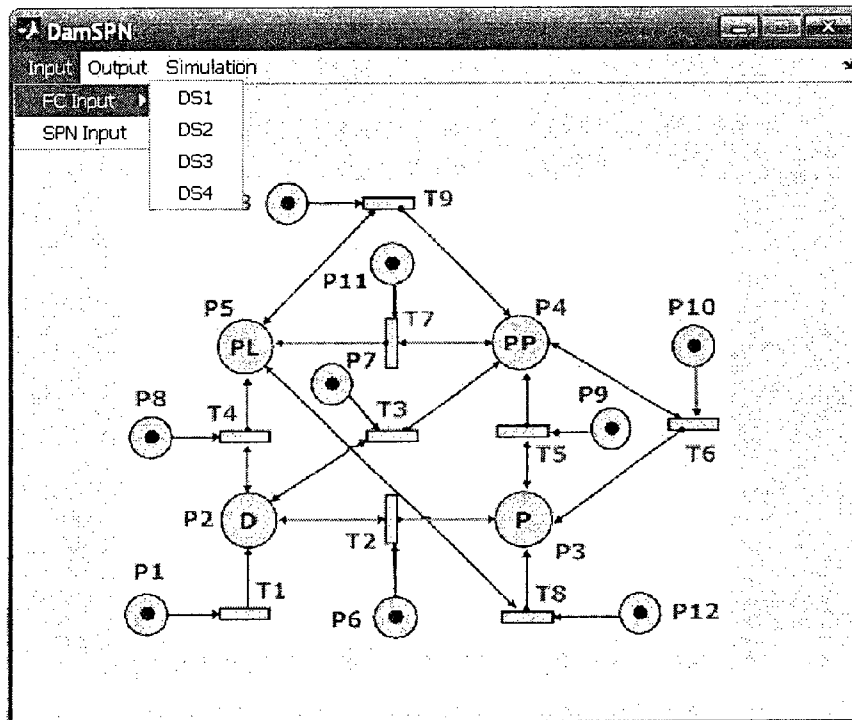 DamSPN
Input Output Simulation
FC Input DS1
SPN Input DS2
DS3
DS4
3 T9
P11
P5 T7 P4 P10
PL PP
P7
P8 T4 T3 P9
T5 T6
P2 D P
T2 P3
P1 T1 T8
P6 P12